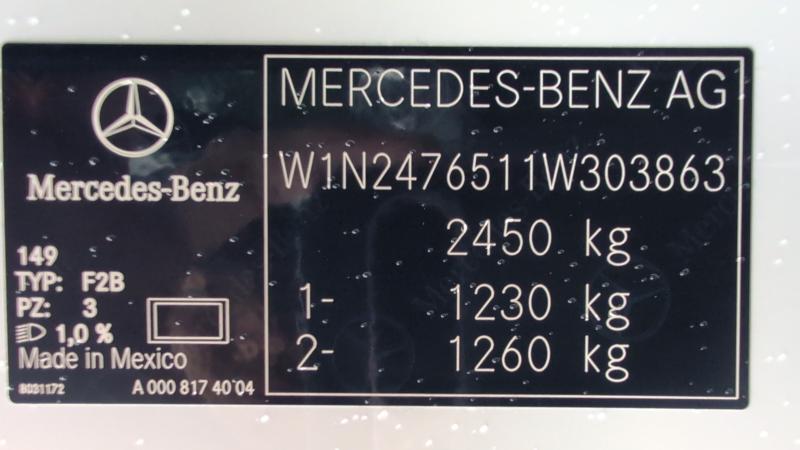 Mercedes-Benz
149
TYP: F2B
PZ: 3
1,0 %
Made in Mexico
B031172
A 000 817 40 04
MERCEDES-BENZ AG
W1N2476511W303863
2450 kg
1- 1230 kg
2- 1260 kg